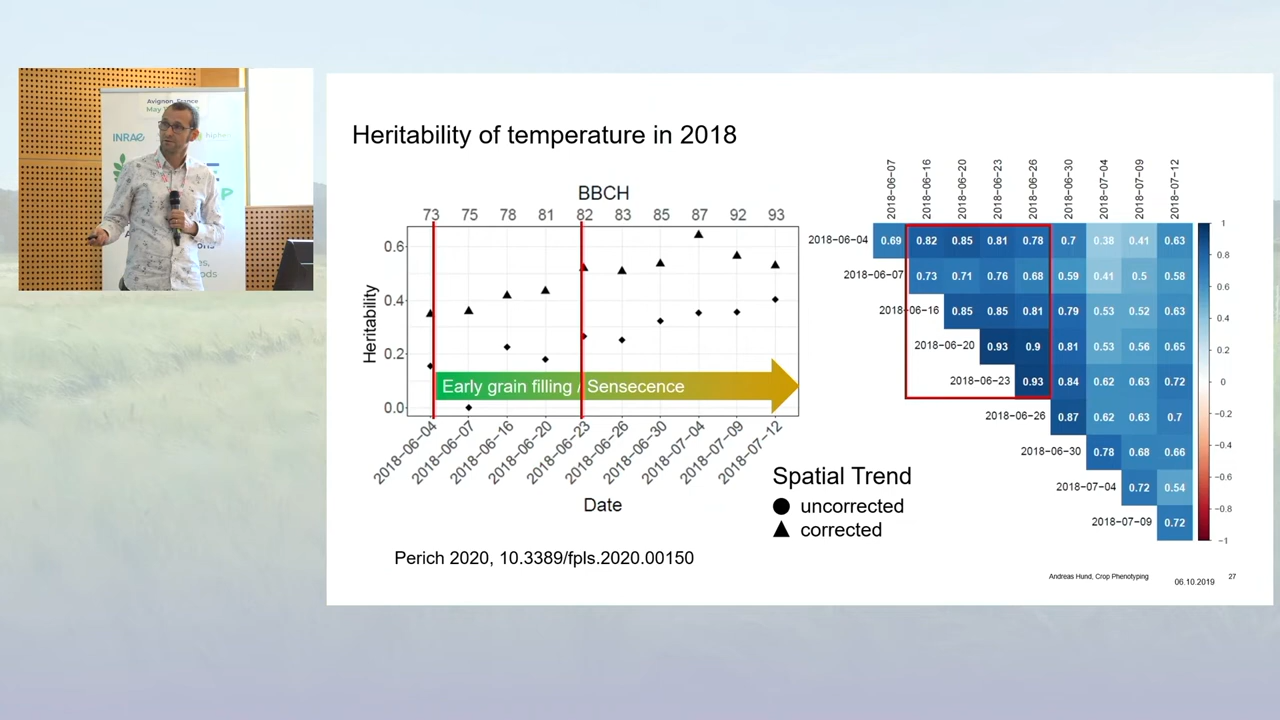 Avignon, France
May
INRAE
Heritability of temperature in 2018
BBCH
73 75 78 81 82 83 85 87 92 93
Heritability
0.6
0.4
0.2
0.0
Early grain filling / Sensecence
2018-06-04 2018-06-07 2018-06-16 2018-06-20 2018-06-23 2018-06-26 2018-06-30 2018-07-04 2018-07-09 2018-07-12
Date
Spatial Trend
uncorrected
corrected
Perich 2020, 10.3389/fpls.2020.00150
2018-06-07 2018-06-16 2018-06-20 2018-06-23 2018-06-26 2018-06-30 2018-07-04 2018-07-09 2018-07-12
2018-06-04 0.69 0.82 0.85 0.81 0.78 0.7 0.38 0.41 0.63
2018-06-07 0.73 0.71 0.76 0.68 0.59 0.41 0.5 0.58
2018-06-16 0.85 0.85 0.81 0.79 0.53 0.52 0.63
2018-06-20 0.93 0.9 0.81 0.53 0.56 0.65
2018-06-23 0.93 0.84 0.62 0.63 0.72
2018-06-26 0.87 0.62 0.63 0.7
2018-06-30 0.78 0.68 0.66
2018-07-04 0.72 0.54
2018-07-09 0.72
1
0.8
0.6
0.4
0.2
0
-0.2
-0.4
-0.6
-0.8
-1
Andreas Hund, Crop Phenotyping
06.10.2019
27